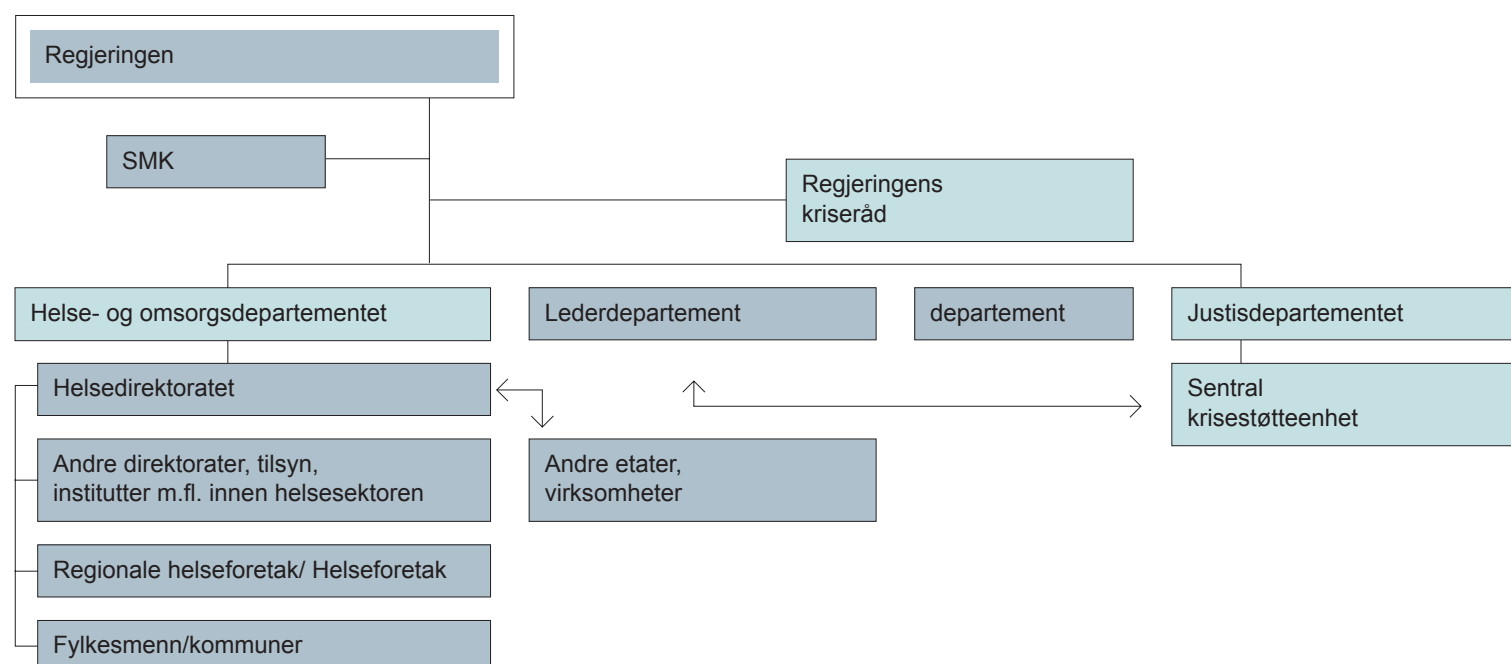 Regjeringen
SMK
Regjeringens
kriseråd
Helse- og omsorgsdepartementet
Lederdepartement
departement
Justisdepartementet
Helsedirektoratet
Sentral
krisestøtteenhet
Andre direktorater, tilsyn,
institutter m.fl. innen helsesektoren
Andre etater,
virksomheter
Regionale helseforetak/ Helseforetak
Fylkesmenn/kommuner